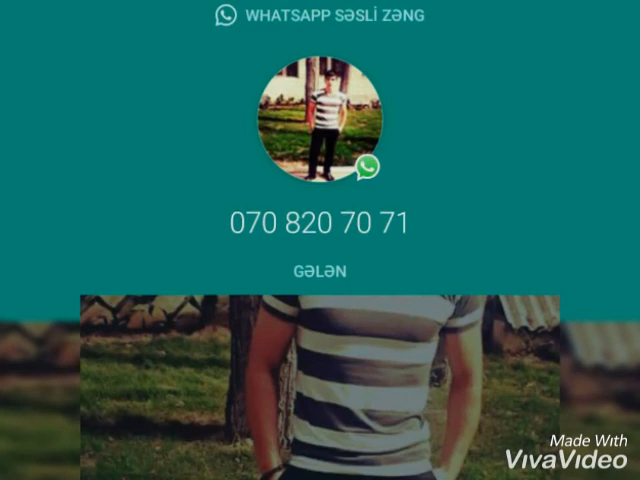 WHATSAPP SƏSLİ ZƏNG
070 820 70 71
GƏLƏN
Made With
VivaVideo